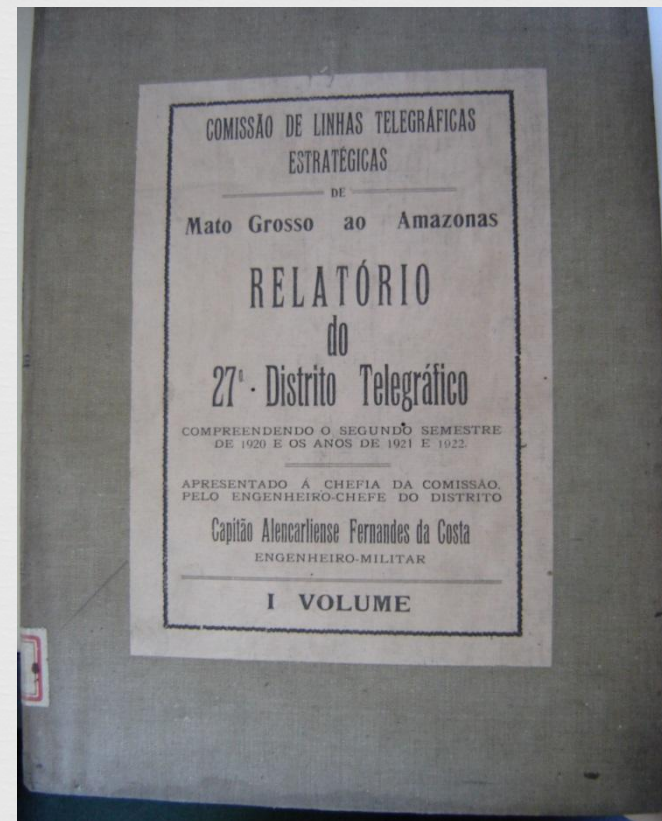 COMISSÃO DE LINHAS TELEGRÁFICAS
ESTRATÉGICAS
DE
Mato Grosso ao Amazonas
RELATÓRIO
do
27º. Distrito Telegráfico
COMPREENDENDO O SEGUNDO SEMESTRE
DE 1920 E OS ANOS DE 1921 E 1922.
APRESENTADO Á CHEFIA DA COMISSÃO,
PELO ENGENHEIRO-CHEFE DO DISTRITO
Capitão Alencarliense Fernandes da Costa
ENGENHEIRO-MILITAR
I VOLUME